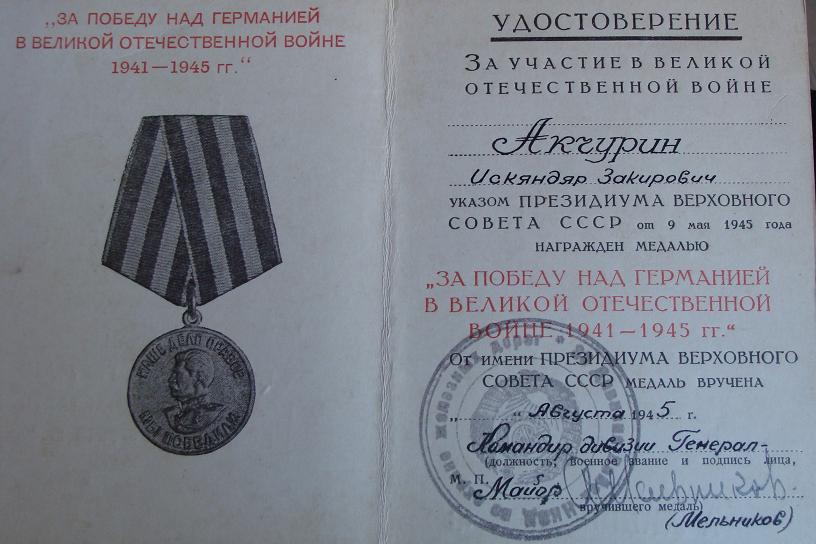 „ЗА ПОБЕДУ НАД ГЕРМАНИЕЙ
В ВЕЛИКОЙ ОТЕЧЕСТВЕННОЙ ВОЙНЕ
1941—1945 гг.“
НАШЕ ДЕЛО ПРАВОЕ
МЫ ПОБЕДИЛИ
УДОСТОВЕРЕНИЕ
ЗА УЧАСТИЕ В ВЕЛИКОЙ
ОТЕЧЕСТВЕННОЙ ВОЙНЕ
Акчурин
Искяндяр Закирович
УКАЗОМ ПРЕЗИДИУМА ВЕРХОВНОГО
СОВЕТА СССР от 9 мая 1945 года
НАГРАЖДЕН МЕДАЛЬЮ
„ЗА ПОБЕДУ НАД ГЕРМАНИЕЙ
В ВЕЛИКОЙ ОТЕЧЕСТВЕННОЙ
ВОЙНЕ 1941—1945 гг.“
ОТ ИМЕНИ ПРЕЗИДИУМА ВЕРХОВНОГО
СОВЕТА СССР МЕДАЛЬ ВРУЧЕНА
„ “ Августа 1945 г.
Командир дивизии Генерал-
(должность, военное звание и подпись лица,
М. П. Майор
вручившего медаль)
(Мельников)
железных дорог